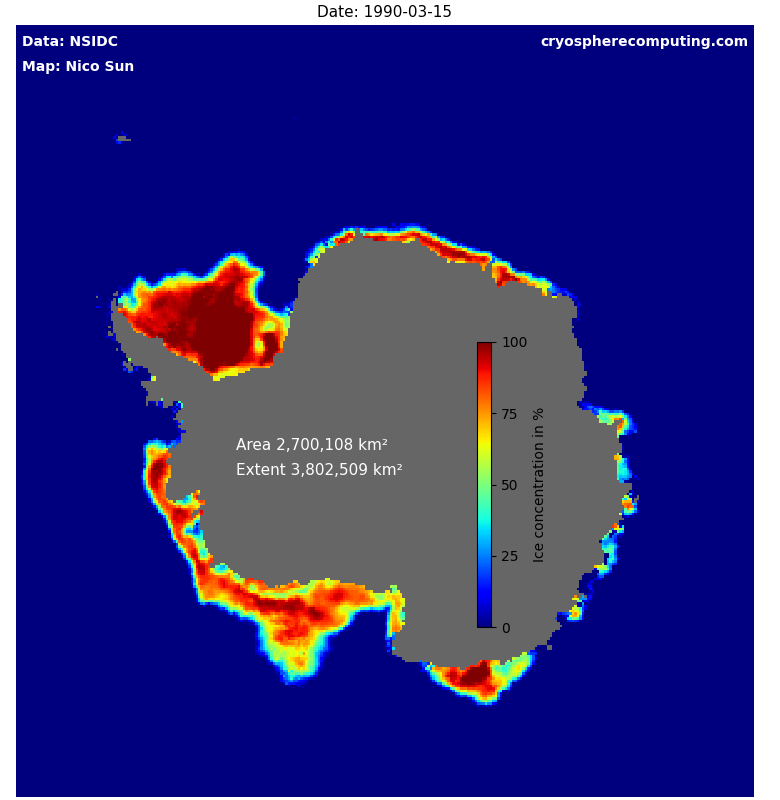 Date: 1990-03-15
Data: NSIDC
cryospherecomputing.com
Map: Nico Sun
Area 2,700,108 km²
Extent 3,802,509 km²
100
75
50
25
0
Ice concentration in %